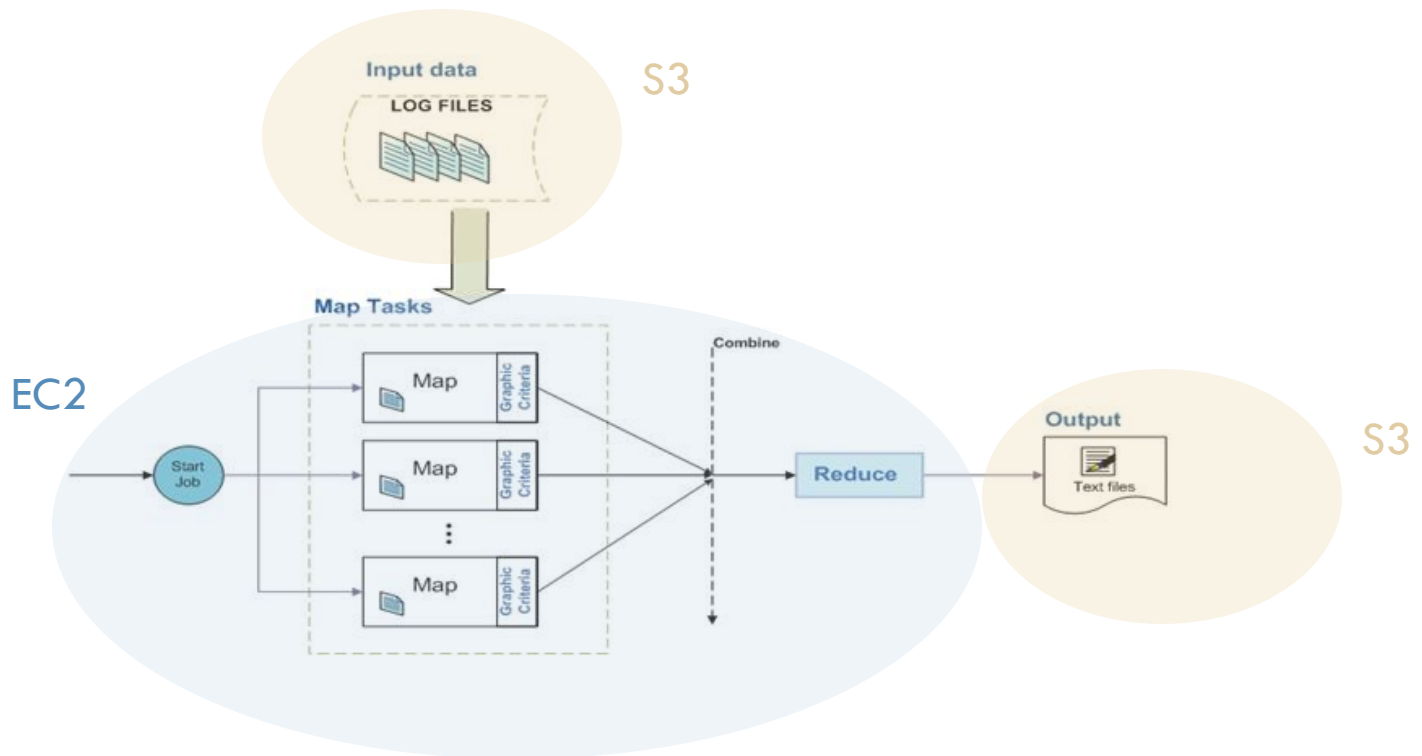 Input data
S3
LOG FILES
Map Tasks
Combine
EC2
Map
Graphic
Criteria
Start
Job
Map
Graphic
Criteria
...
Map
Graphic
Criteria
Reduce
Output
Text files
S3